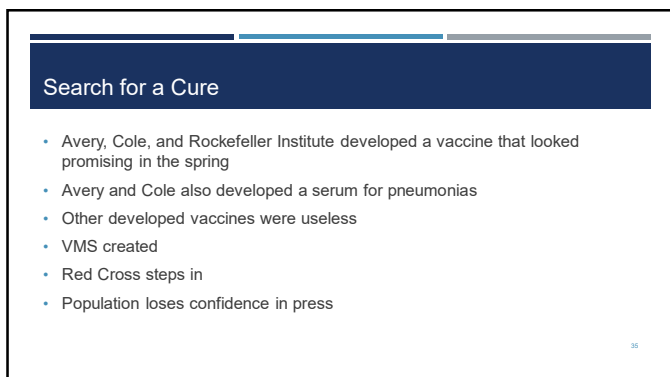 Search for a Cure
• Avery, Cole, and Rockefeller Institute developed a vaccine that looked
promising in the spring
• Avery and Cole also developed a serum for pneumonias
• Other developed vaccines were useless
• VMS created
• Red Cross steps in
• Population loses confidence in press
35